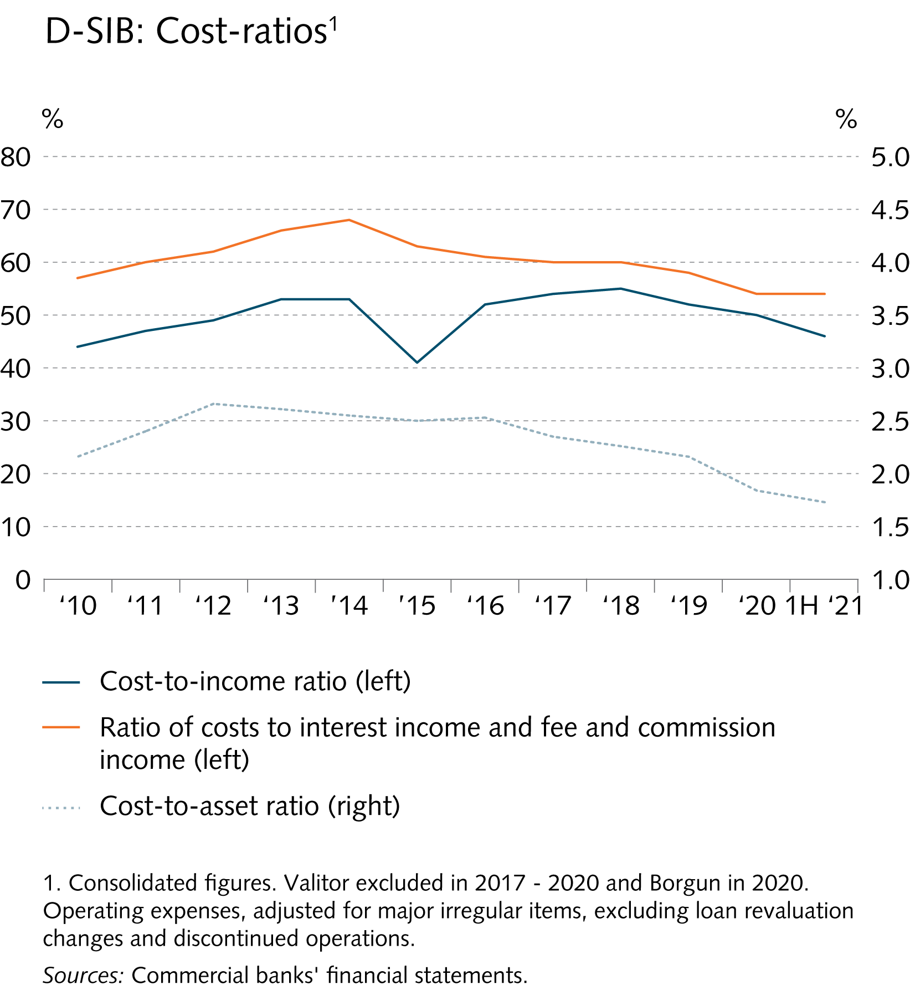 D-SIB: Cost-ratios¹
% %
80 5.0
70 4.5
60 4.0
50 3.5
40 3.0
30 2.5
20 2.0
10 1.5
0 1.0
‘10 ‘11 ‘12 ‘13 ’14 ’15 ‘16 ‘17 ‘18 ‘19 ‘20 1H ‘21
Cost-to-income ratio (left)
Ratio of costs to interest income and fee and commission
income (left)
Cost-to-asset ratio (right)
1. Consolidated figures. Valitor excluded in 2017 - 2020 and Borgun in 2020.
Operating expenses, adjusted for major irregular items, excluding loan revaluation
changes and discontinued operations.
Sources: Commercial banks' financial statements.